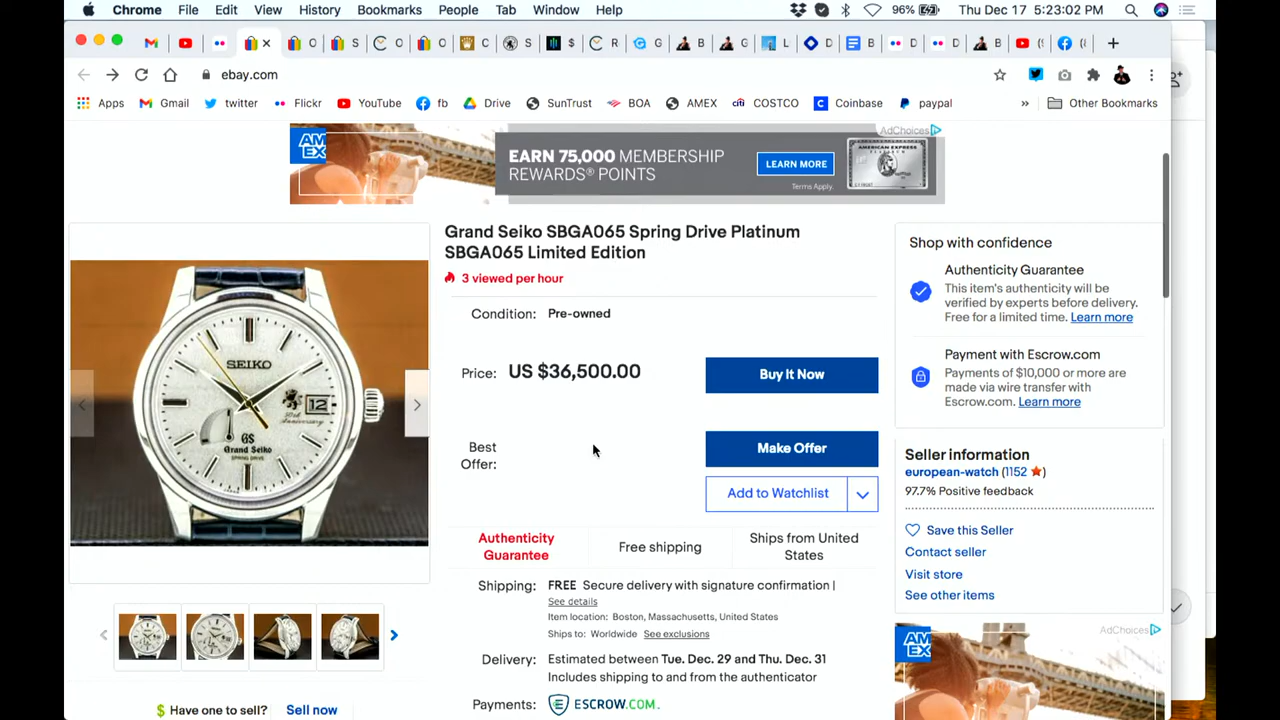 Chrome File Edit View History Bookmarks People Tab Window Help 96% Thu Dec 17 5:23:02 PM
ebay.com
Apps Gmail twitter Flickr YouTube fb Drive SunTrust BOA AMEX COSTCO Coinbase paypal » Other Bookmarks
AdChoices
AM EX
EARN 75,000 MEMBERSHIP
REWARDS® POINTS
LEARN MORE
Terms Apply.
Grand Seiko SBGA065 Spring Drive Platinum
SBGA065 Limited Edition
3 viewed per hour
Condition: Pre-owned
Price: US $36,500.00
Buy It Now
Best
Offer:
Make Offer
Add to Watchlist
Authenticity
Guarantee
Free shipping
Ships from United
States
Shipping: FREE Secure delivery with signature confirmation |
See details
Item location: Boston, Massachusetts, United States
Ships to: Worldwide See exclusions
Delivery: Estimated between Tue. Dec. 29 and Thu. Dec. 31
Includes shipping to and from the authenticator
Payments: ESCROW.COM.
SEIKO
12
50th
Anniversary
GS
Grand Seiko
SPRING DRIVE
$ Have one to sell? Sell now
Shop with confidence
Authenticity Guarantee
This item's authenticity will be
verified by experts before delivery.
Free for a limited time. Learn more
Payment with Escrow.com
Payments of $10,000 or more are
made via wire transfer with
Escrow.com. Learn more
Seller information
european-watch (1152 ★)
97.7% Positive feedback
Save this Seller
Contact seller
Visit store
See other items
AdChoices
AM EX